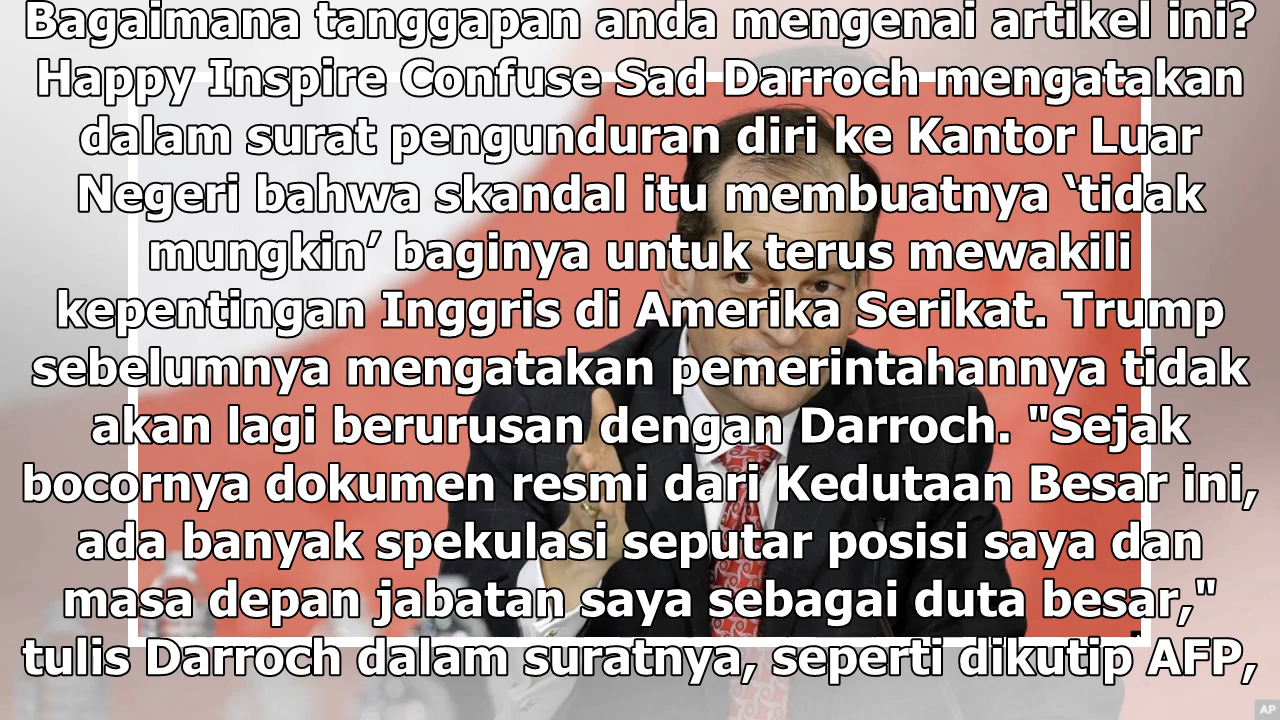 Bagaimana tanggapan anda mengenai artikel ini?
Happy Inspire Confuse Sad Darroch mengatakan
dalam surat pengunduran diri ke Kantor Luar
Negeri bahwa skandal itu membuatnya ‘tidak
mungkin’ baginya untuk terus mewakili
kepentingan Inggris di Amerika Serikat. Trump
sebelumnya mengatakan pemerintahannya tidak
akan lagi berurusan dengan Darroch. "Sejak
bocornya dokumen resmi dari Kedutaan Besar ini,
ada banyak spekulasi seputar posisi saya dan
masa depan jabatan saya sebagai duta besar,"
tulis Darroch dalam suratnya, seperti dikutip AFP,
AP